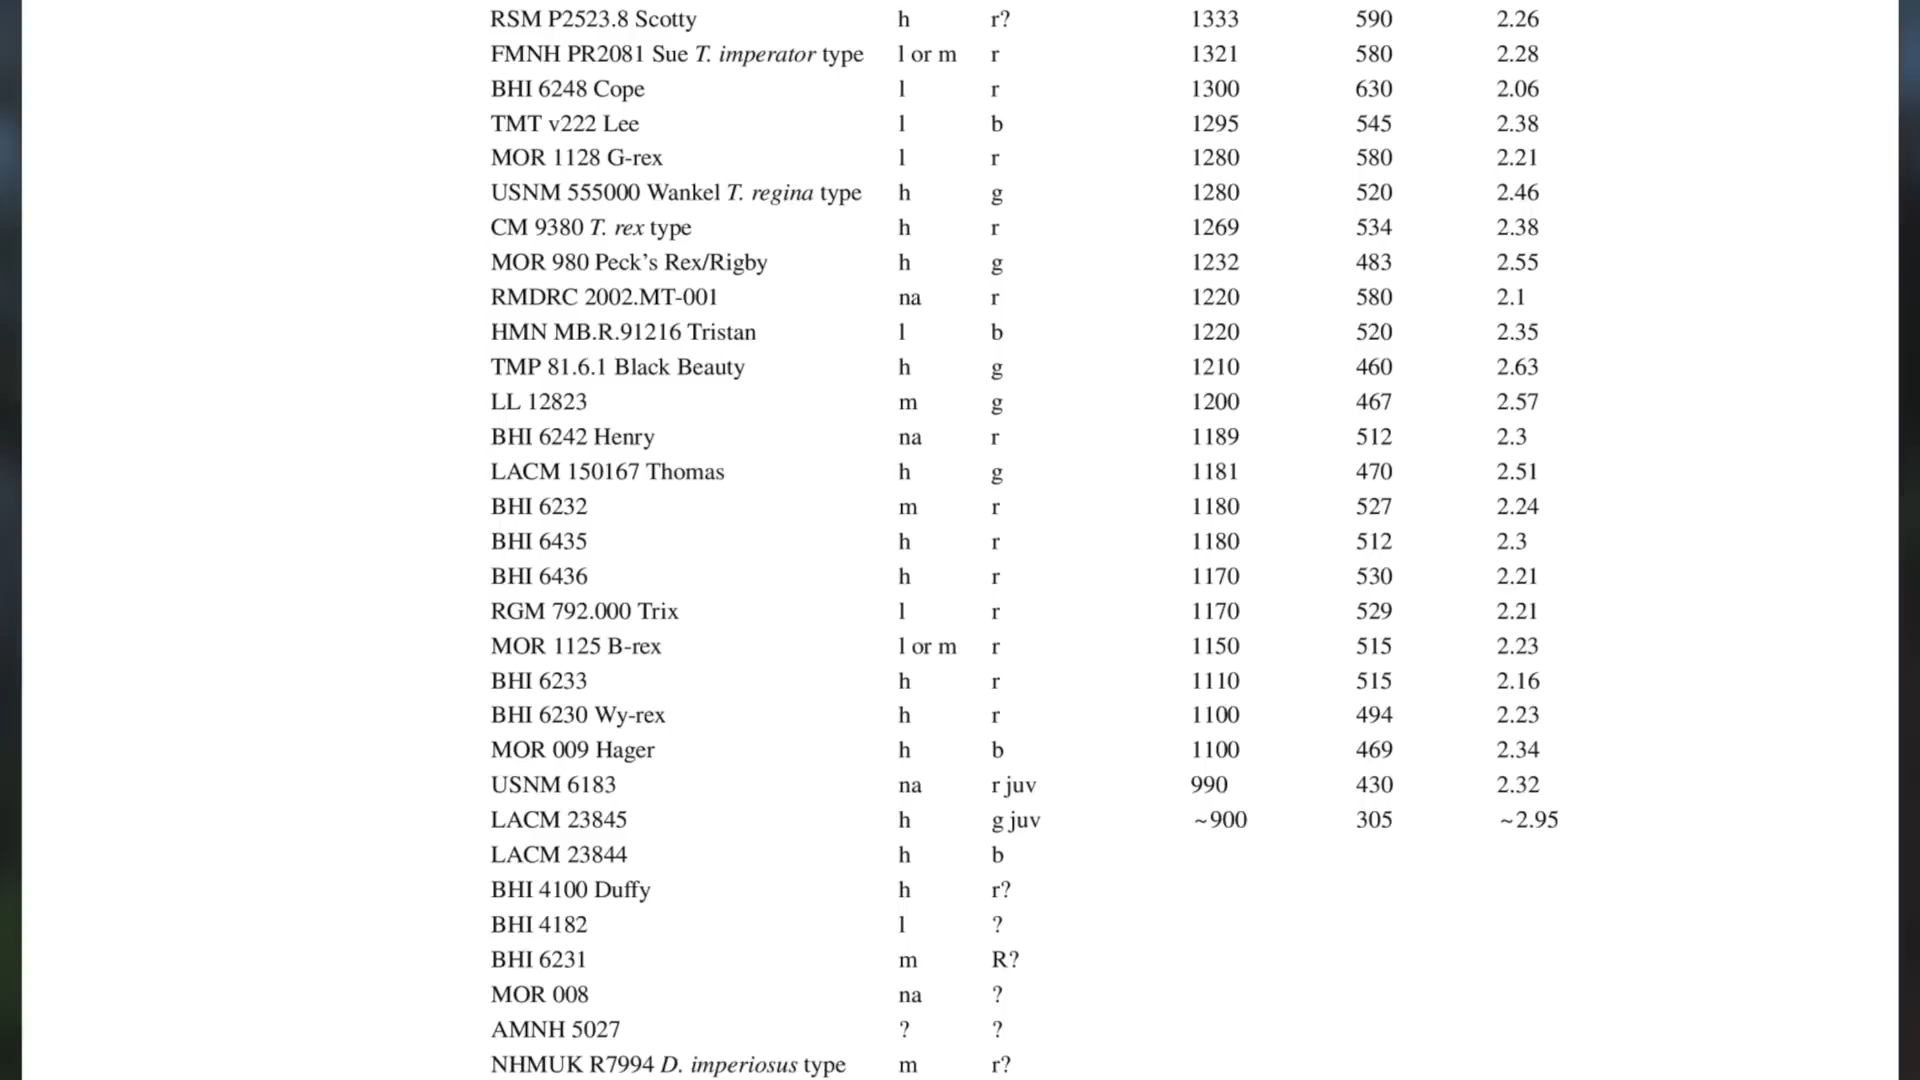 RSM P2523.8 Scotty h r? 1333 590 2.26
FMNH PR2081 Sue T. imperator type l or m r 1321 580 2.28
BHI 6248 Cope l r 1300 630 2.06
TMT v222 Lee l b 1295 545 2.38
MOR 1128 G-rex l r 1280 580 2.21
USNM 555000 Wankel T. regina type h g 1280 520 2.46
CM 9380 T. rex type h r 1269 534 2.38
MOR 980 Peck’s Rex/Rigby h g 1232 483 2.55
RMDRC 2002.MT-001 na r 1220 580 2.1
HMN MB.R.91216 Tristan l b 1220 520 2.35
TMP 81.6.1 Black Beauty h g 1210 460 2.63
LL 12823 m g 1200 467 2.57
BHI 6242 Henry na r 1189 512 2.3
LACM 150167 Thomas h g 1181 470 2.51
BHI 6232 m r 1180 527 2.24
BHI 6435 h r 1180 512 2.3
BHI 6436 h r 1170 530 2.21
RGM 792.000 Trix l r 1170 529 2.21
MOR 1125 B-rex l or m r 1150 515 2.23
BHI 6233 h r 1110 515 2.16
BHI 6230 Wy-rex h r 1100 494 2.23
MOR 009 Hager h b 1100 469 2.34
USNM 6183 na r juv 990 430 2.32
LACM 23845 h g juv ~900 305 ~2.95
LACM 23844 h b
BHI 4100 Duffy h r?
BHI 4182 l ?
BHI 6231 m R?
MOR 008 na ?
AMNH 5027 ? ?
NHMUK R7994 D. imperiosus type m r?